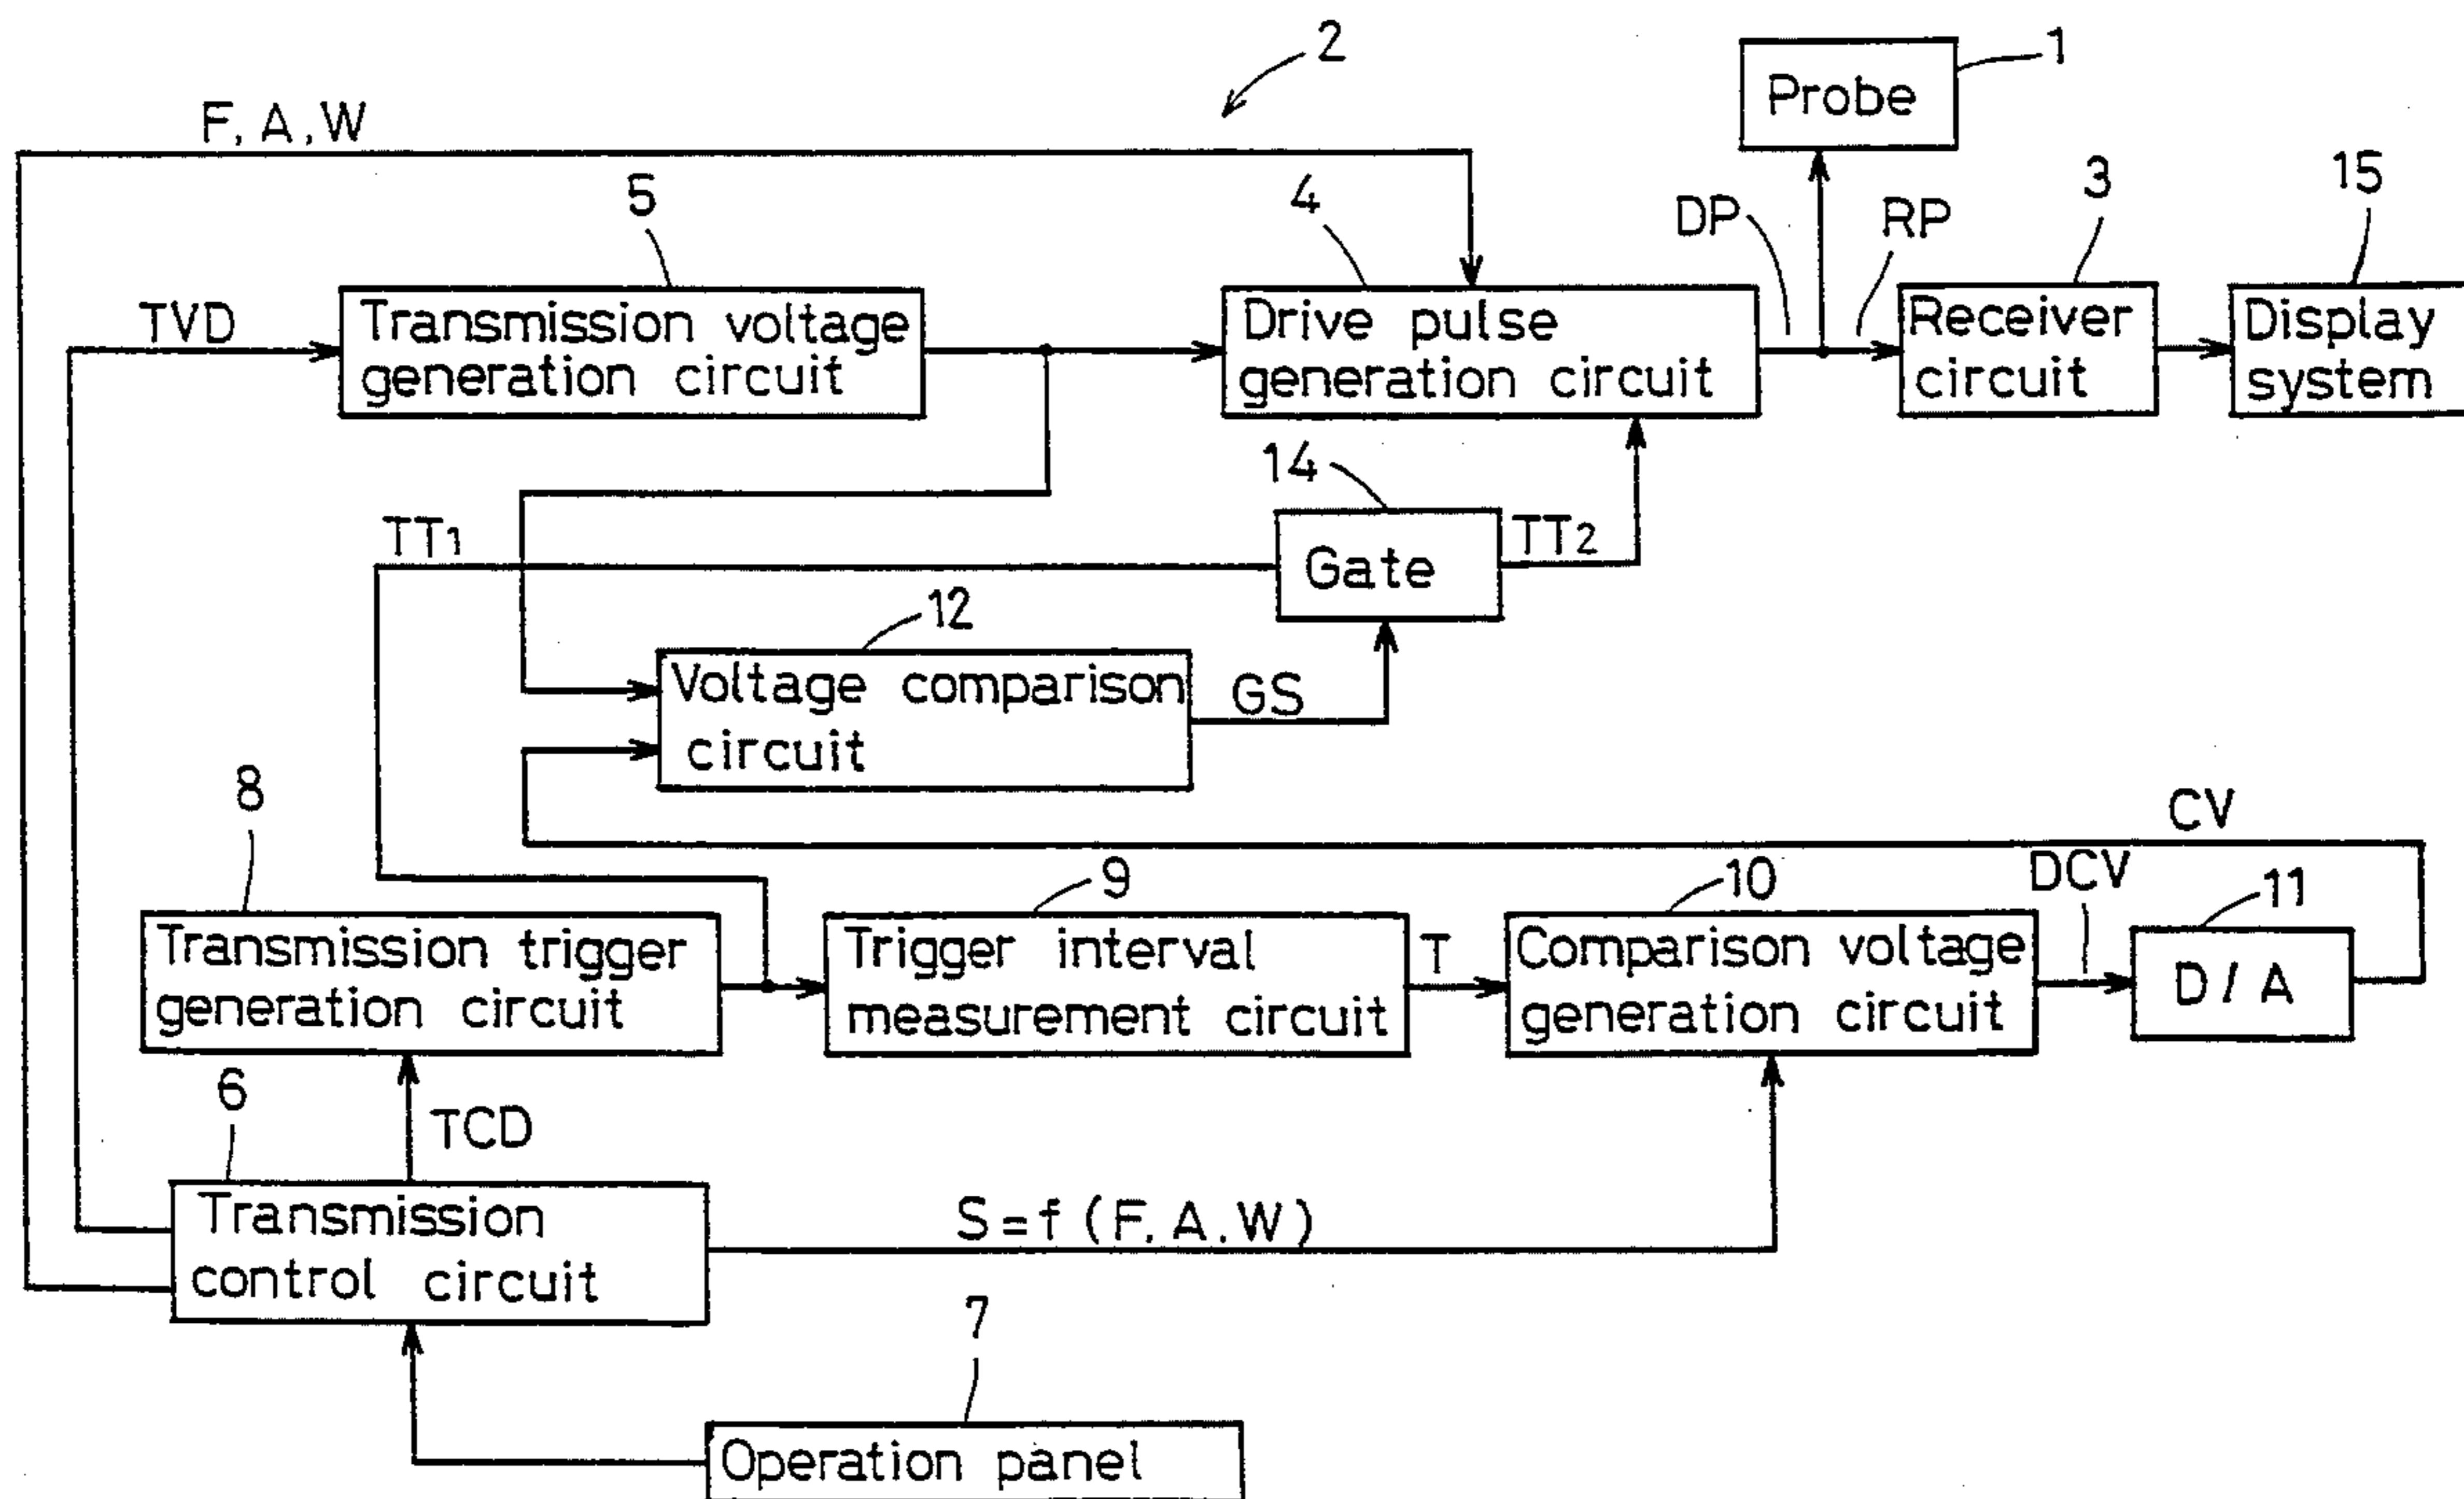 2
1
Probe
F, A, W
5
4
DP
RP
3
15
TVD
Transmission voltage
generation circuit
Drive pulse
generation circuit
Receiver
circuit
Display
system
14
TT1
Gate
TT2
12
Voltage comparison
circuit
GS
8
CV
9
10
DCV
11
Transmission trigger
generation circuit
Trigger interval
measurement circuit
T
Comparison voltage
generation circuit
D/A
6
TCD
Transmission
control circuit
S=f(F, A, W)
7
Operation panel